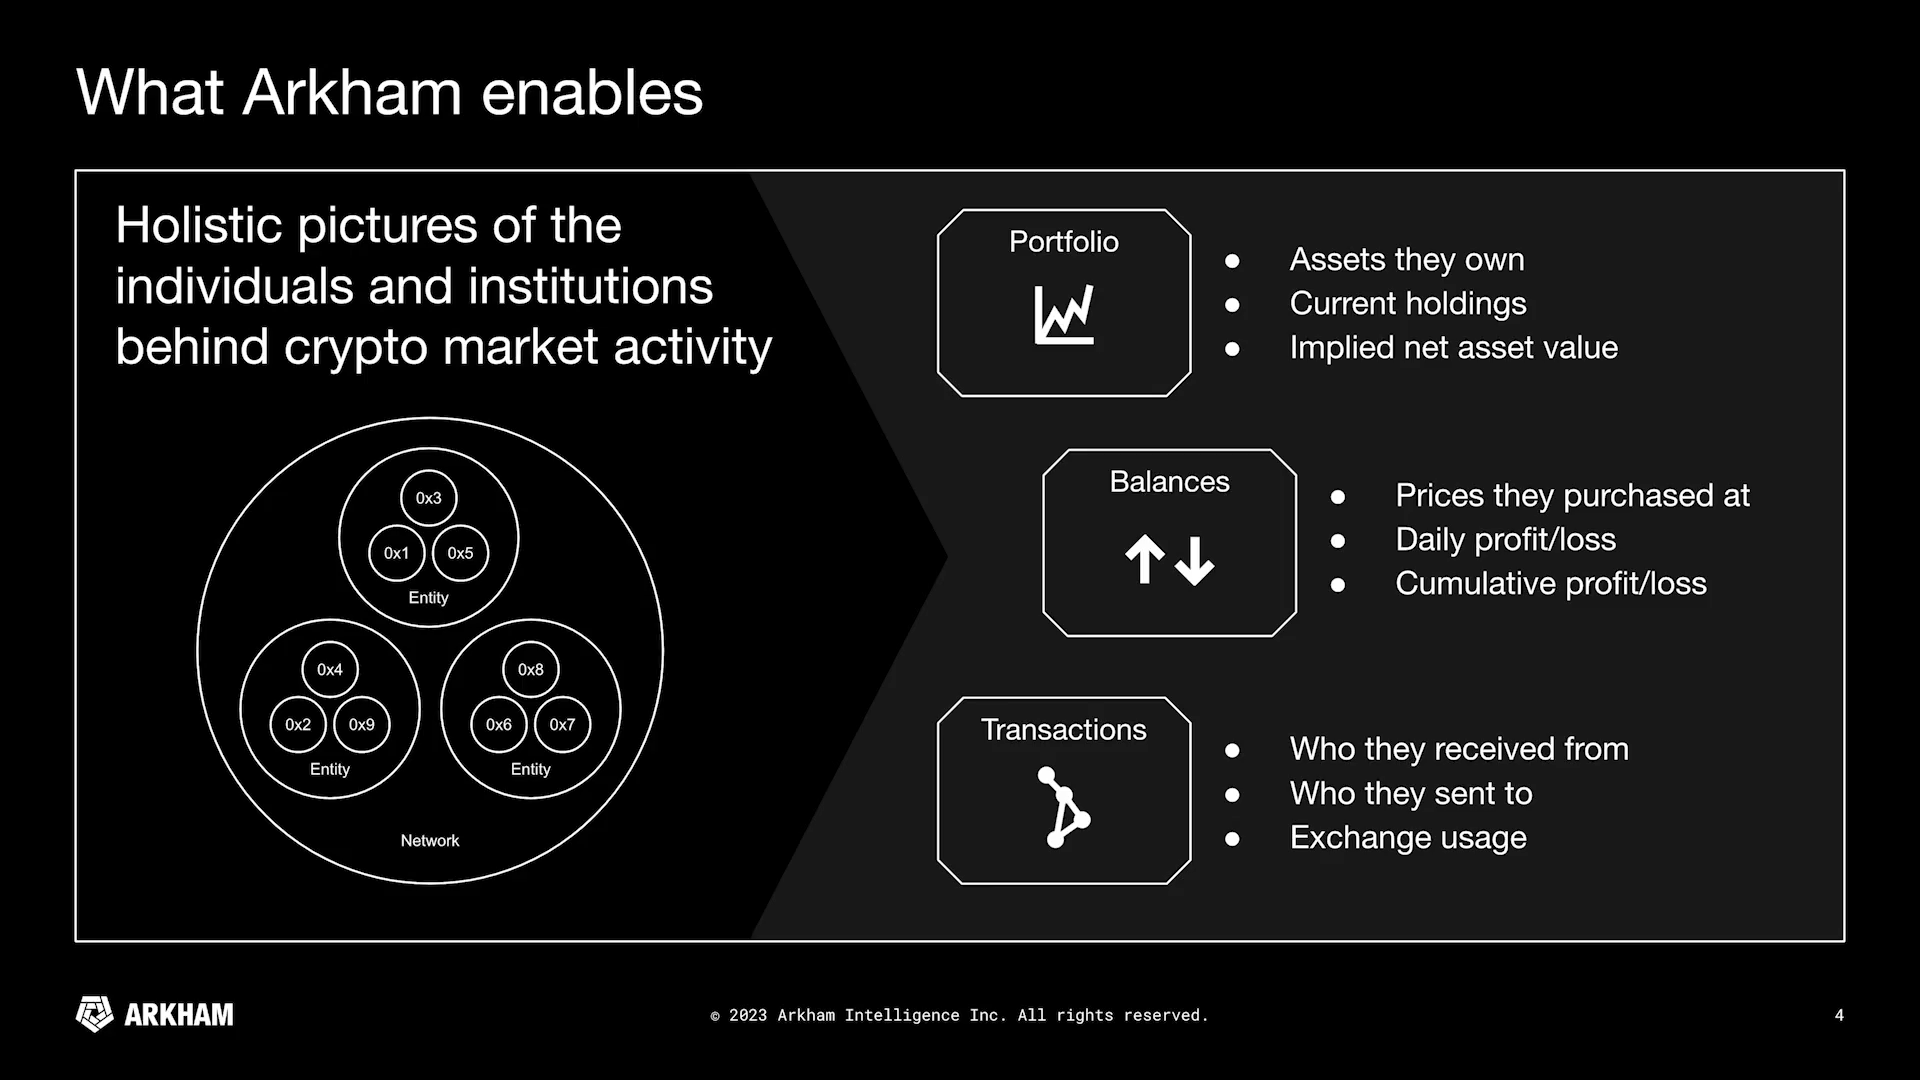 What Arkham enables
Holistic pictures of the
individuals and institutions
behind crypto market activity
0x3
0x1 0x5
Entity
0x4
0x2 0x9
Entity
0x8
0x6 0x7
Entity
Network
Portfolio
● Assets they own
● Current holdings
● Implied net asset value
Balances
● Prices they purchased at
● Daily profit/loss
● Cumulative profit/loss
Transactions
● Who they received from
● Who they sent to
● Exchange usage
ARKHAM
© 2023 Arkham Intelligence Inc. All rights reserved.
4